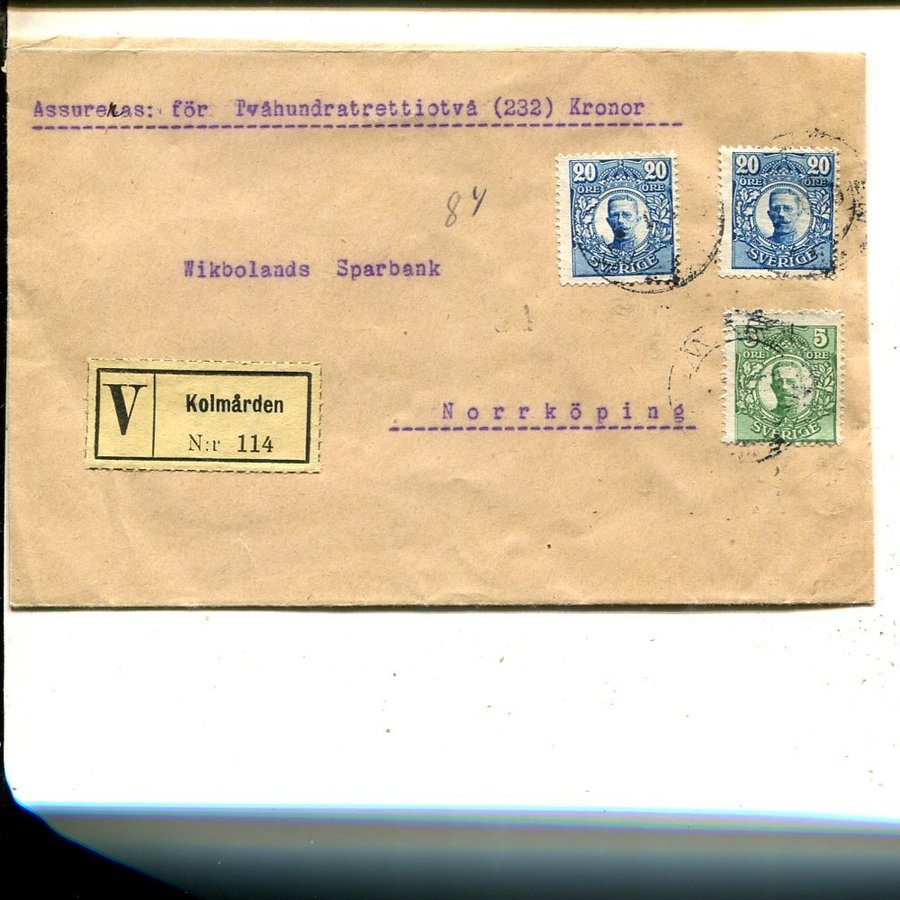 Assureras: för Tvåhundratrettiotvå (232) Kronor
84
20 20
ÖRE ÖRE
SVERIGE
20 20
ÖRE ÖRE
SVERIGE
Wikbolands Sparbank
5 5
ÖRE ÖRE
SVERIGE
V Kolmården
N:r 114
Norrköping